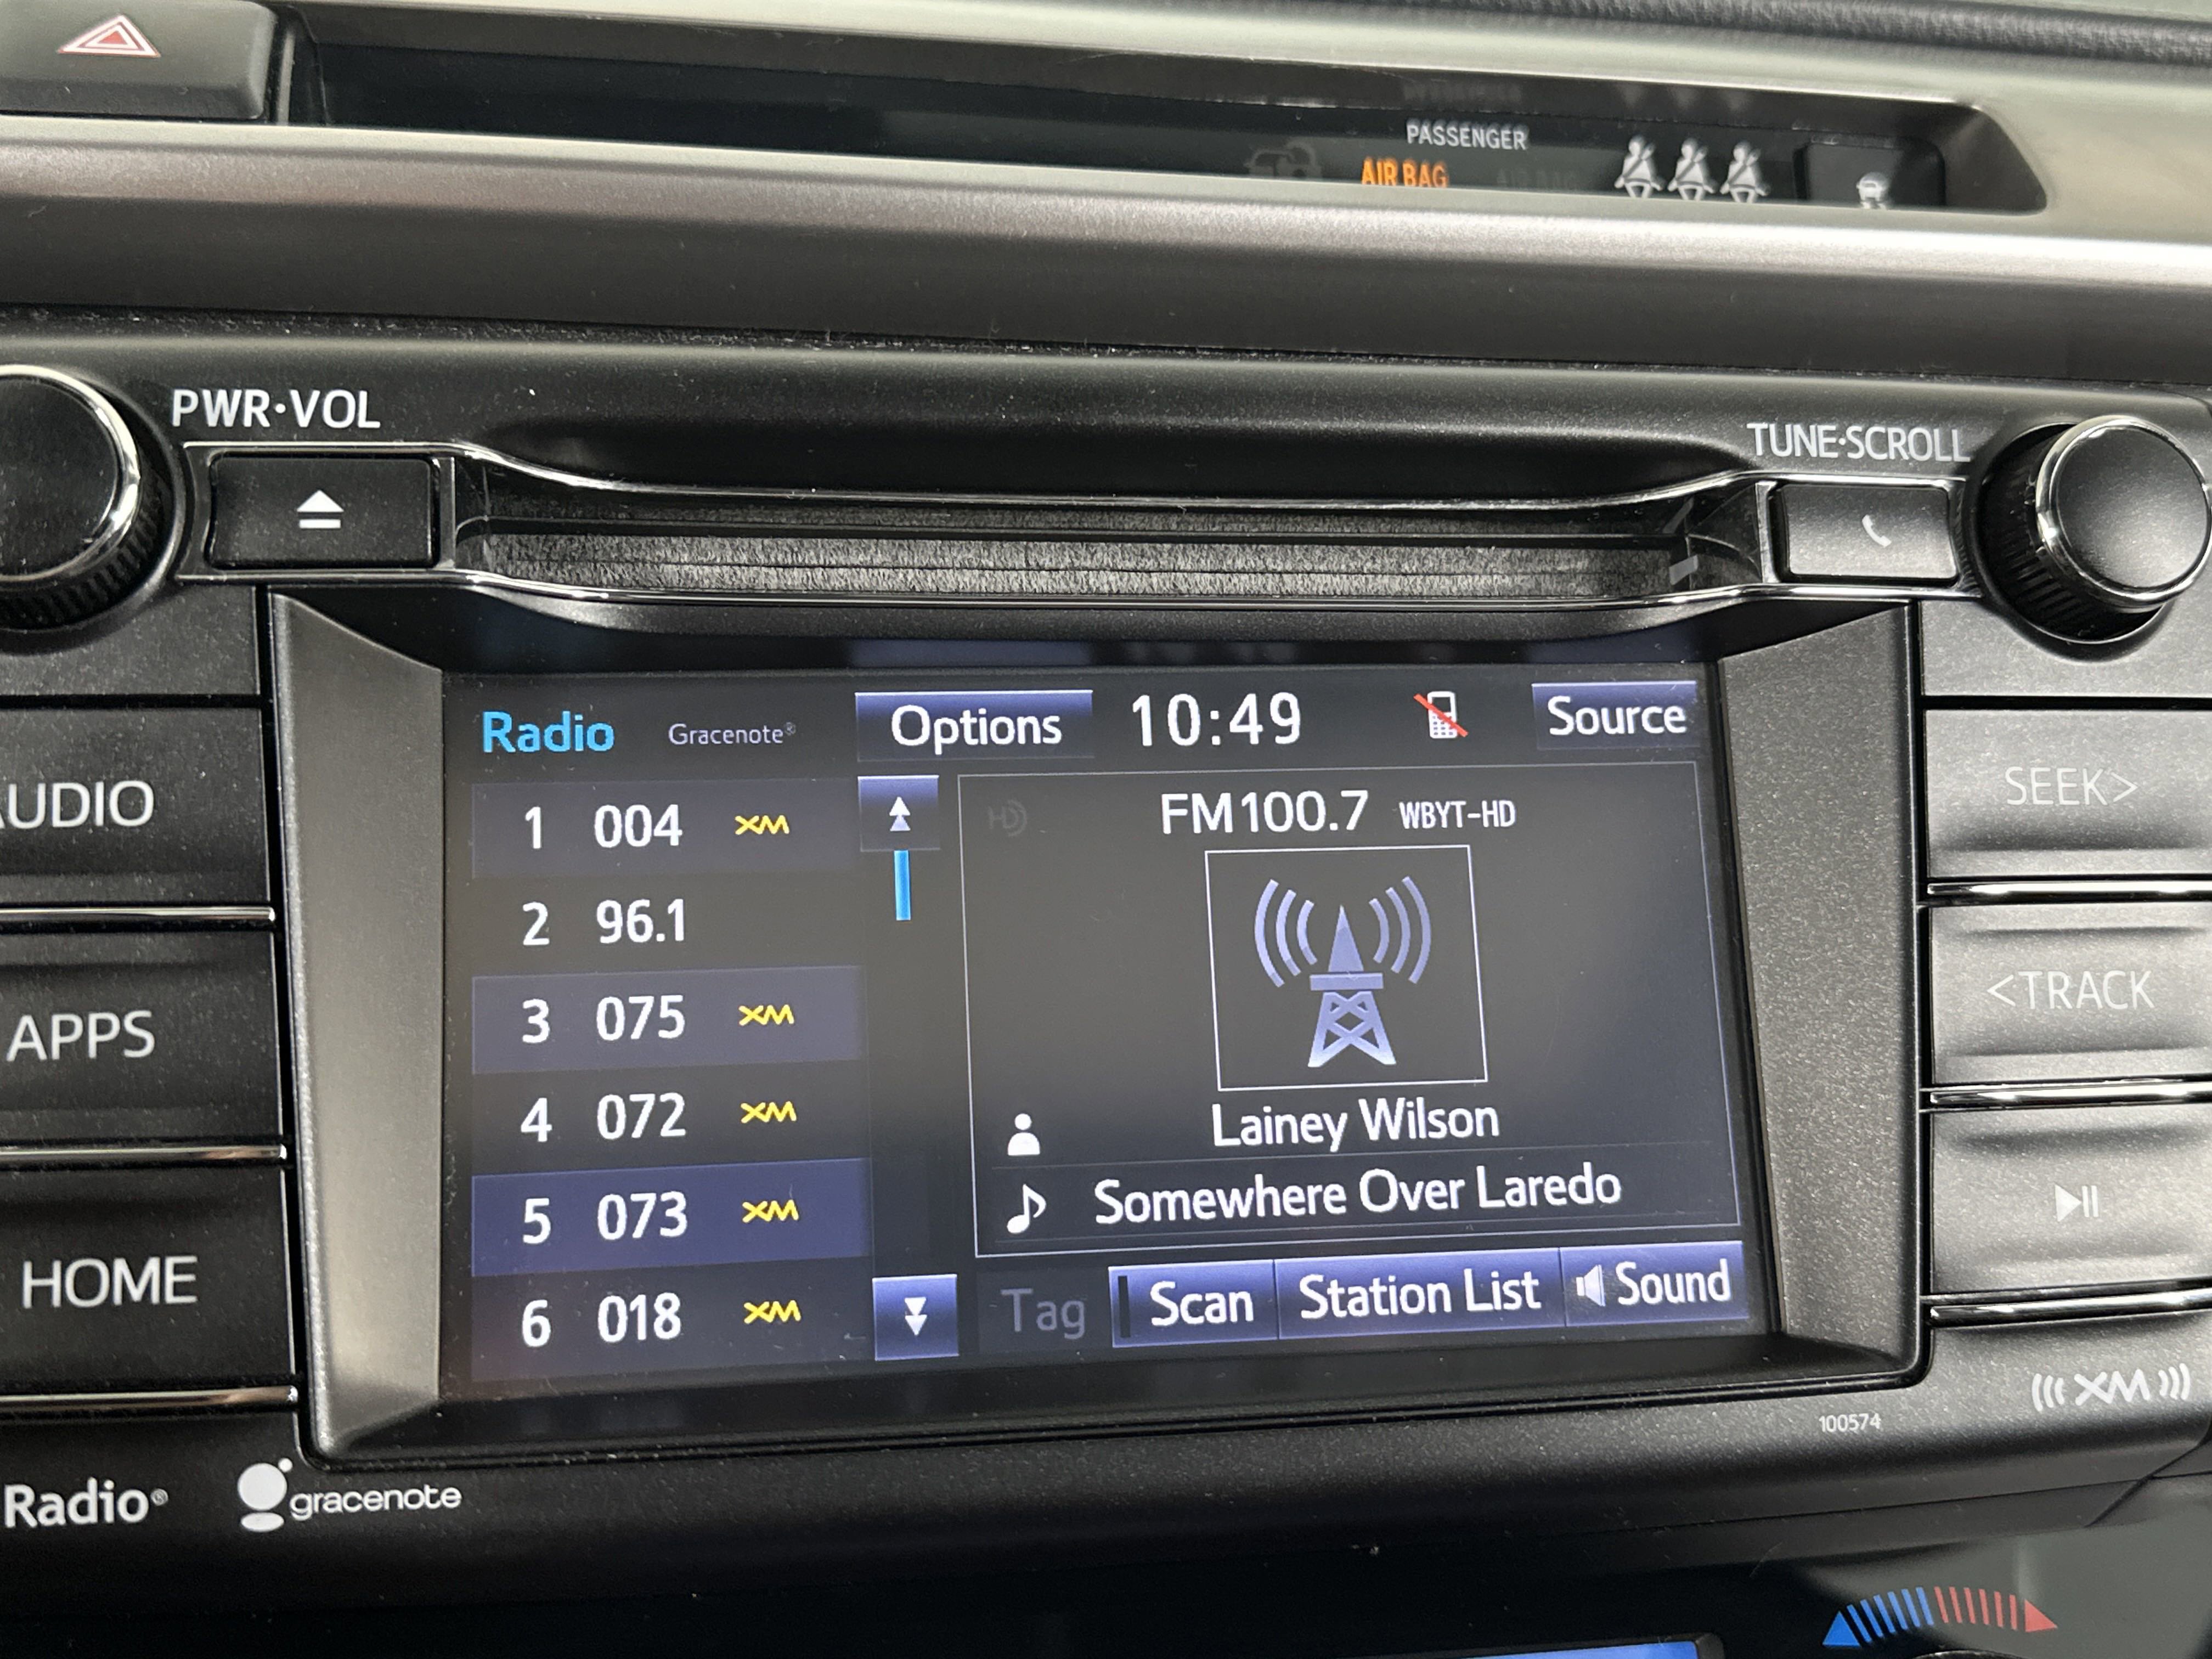 PASSENGER
AIR BAG
PWR·VOL
TUNE·SCROLL
Radio Gracenote® Options 10:49 Source
1 004 XM
2 96.1
3 075 XM
4 072 XM
5 073 XM
6 018 XM
HD
FM100.7 WBYT-HD
Lainey Wilson
Somewhere Over Laredo
Tag Scan Station List Sound
UDIO
APPS
HOME
SEEK>
<TRACK
XM
100574
Radio® gracenote